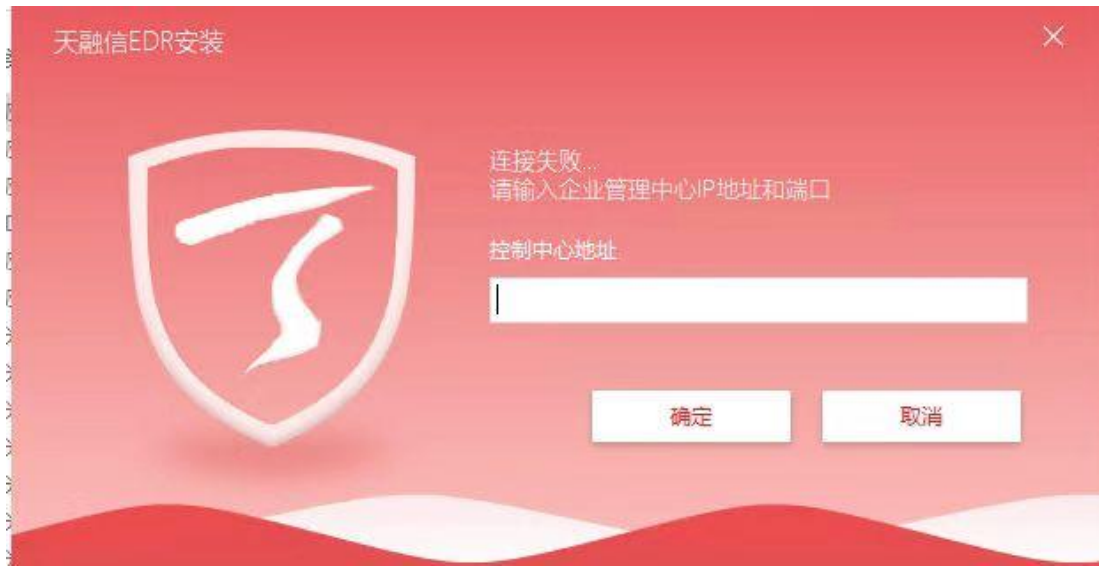 天融信EDR安装
连接失败...
请输入企业管理中心IP地址和端口
控制中心地址
确定
取消